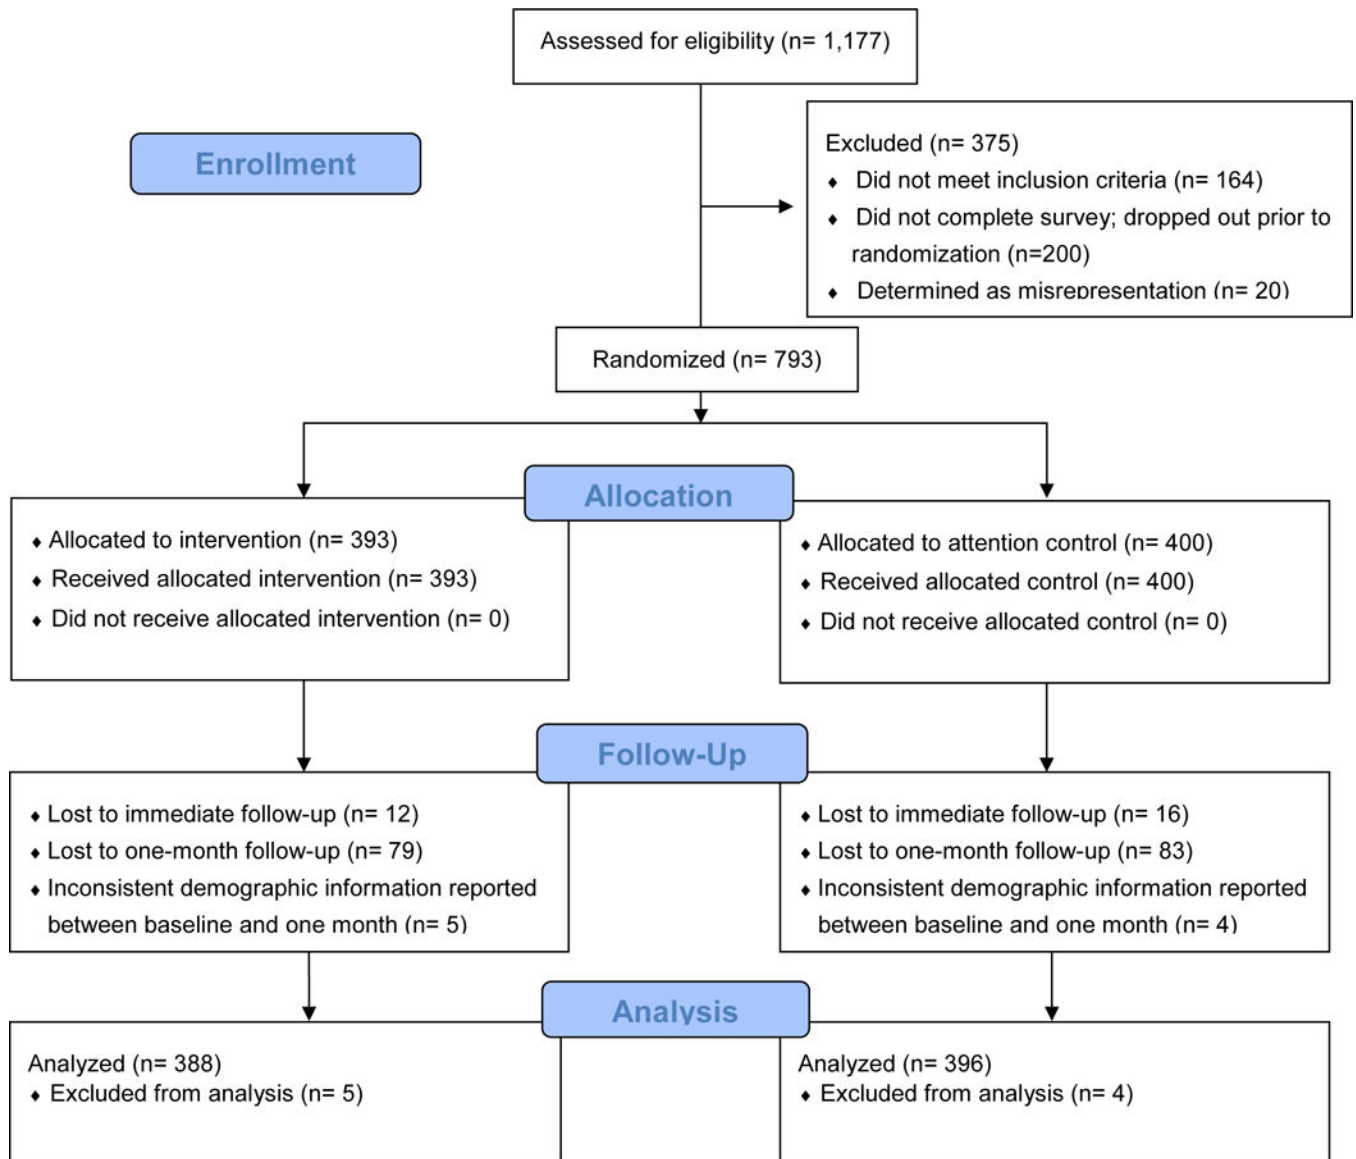 Assessed for eligibility (n= 1,177)
Enrollment
Excluded (n= 375)
♦ Did not meet inclusion criteria (n= 164)
♦ Did not complete survey; dropped out prior to
randomization (n=200)
♦ Determined as misrepresentation (n= 20)
Randomized (n= 793)
Allocation
♦ Allocated to intervention (n= 393)
♦ Received allocated intervention (n= 393)
♦ Did not receive allocated intervention (n= 0)
♦ Allocated to attention control (n= 400)
♦ Received allocated control (n= 400)
♦ Did not receive allocated control (n= 0)
Follow-Up
♦ Lost to immediate follow-up (n= 12)
♦ Lost to one-month follow-up (n= 79)
♦ Inconsistent demographic information reported
between baseline and one month (n= 5)
♦ Lost to immediate follow-up (n= 16)
♦ Lost to one-month follow-up (n= 83)
♦ Inconsistent demographic information reported
between baseline and one month (n= 4)
Analysis
Analyzed (n= 388)
♦ Excluded from analysis (n= 5)
Analyzed (n= 396)
♦ Excluded from analysis (n= 4)